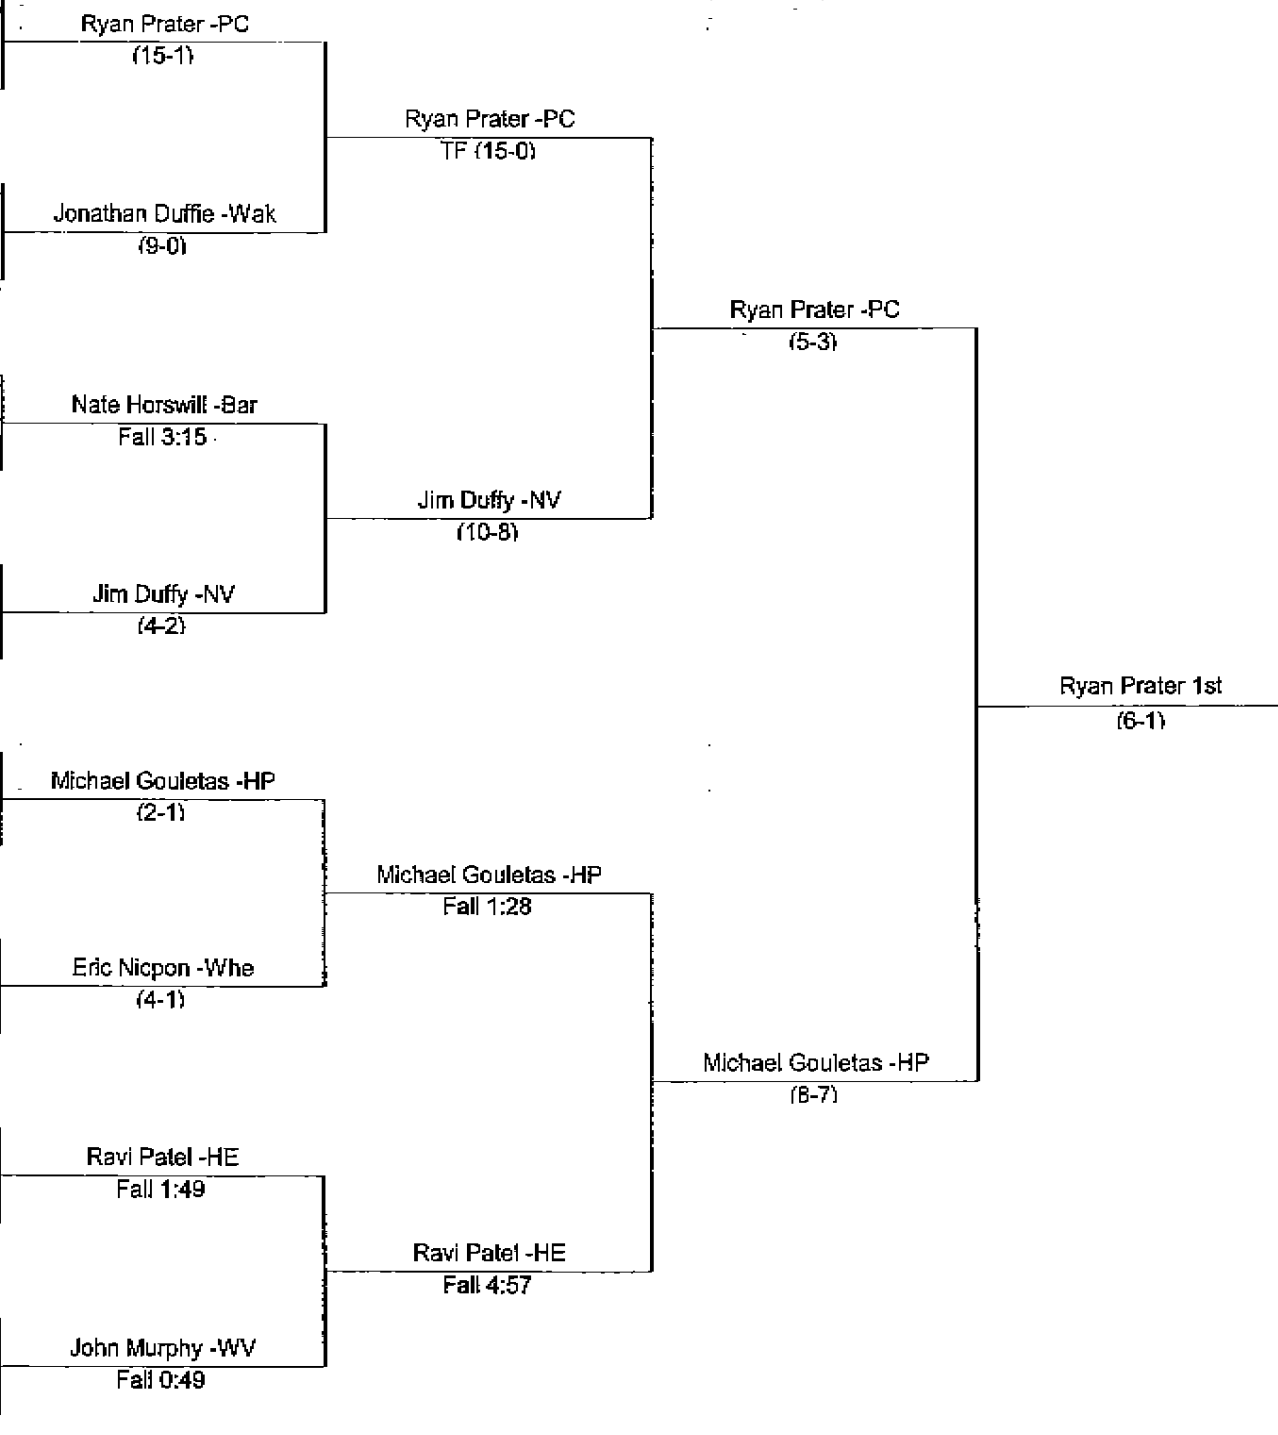 Ryan Prater -PC
(15-1)
Ryan Prater -PC
TF (15-0)
Jonathan Duffie -Wak
(9-0)
Ryan Prater -PC
(5-3)
Nate Horswill -Bar
Fall 3:15
Jim Duffy -NV
(10-8)
Jim Duffy -NV
(4-2)
Ryan Prater 1st
(6-1)
Michael Gouletas -HP
(2-1)
Michael Gouletas -HP
Fall 1:28
Eric Nicpon -Whe
(4-1)
Michael Gouletas -HP
(8-7)
Ravi Patel -HE
Fall 1:49
Ravi Patel -HE
Fall 4:57
John Murphy -WV
Fall 0:49